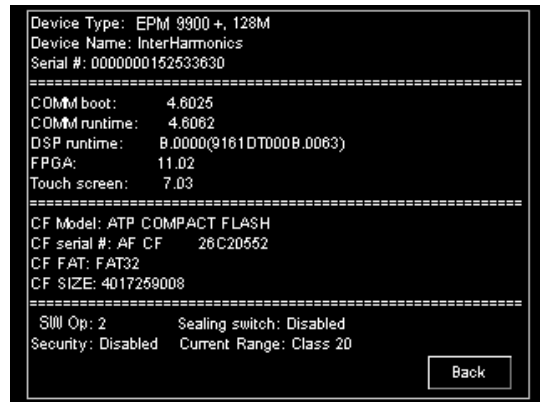 Device Type: EPM 9900 +, 128M
Device Name: InterHarmonics
Serial #: 0000000152533630
==========================================================
COMM boot: 4.6025
COMM runtime: 4.6062
DSP runtime: B.0000(9161DT000B.0063)
FPGA: 11.02
Touch screen: 7.03
==========================================================
CF Model: ATP COMPACT FLASH
CF serial #: AF CF 26C20552
CF FAT: FAT32
CF SIZE: 4017259008
==========================================================
SW Op: 2 Sealing switch: Disabled
Security: Disabled Current Range: Class 20
Back